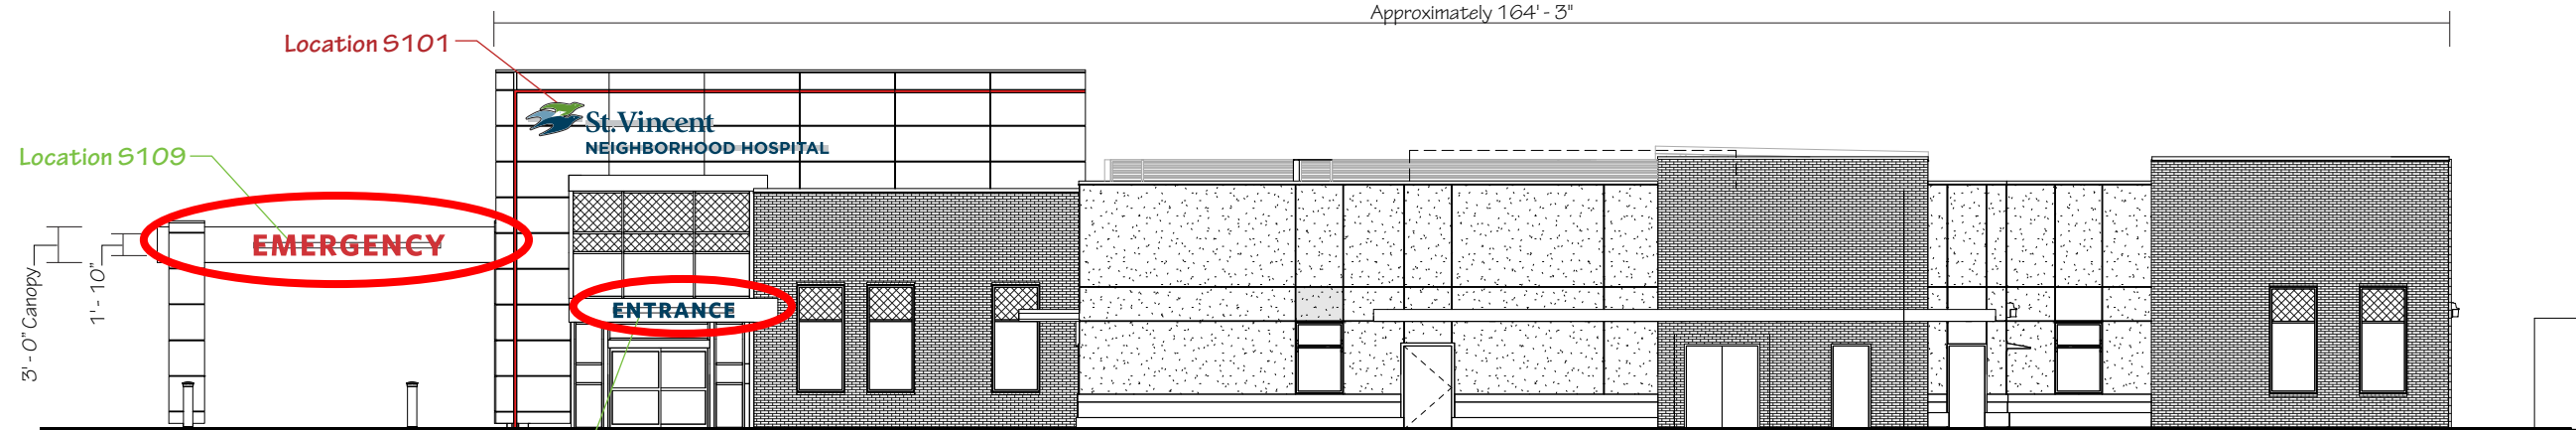 Approximately 164' - 3"
Location S101
St.Vincent
NEIGHBORHOOD HOSPITAL
Location S109
EMERGENCY
3' - 0" Canopy
1' - 10"
ENTRANCE